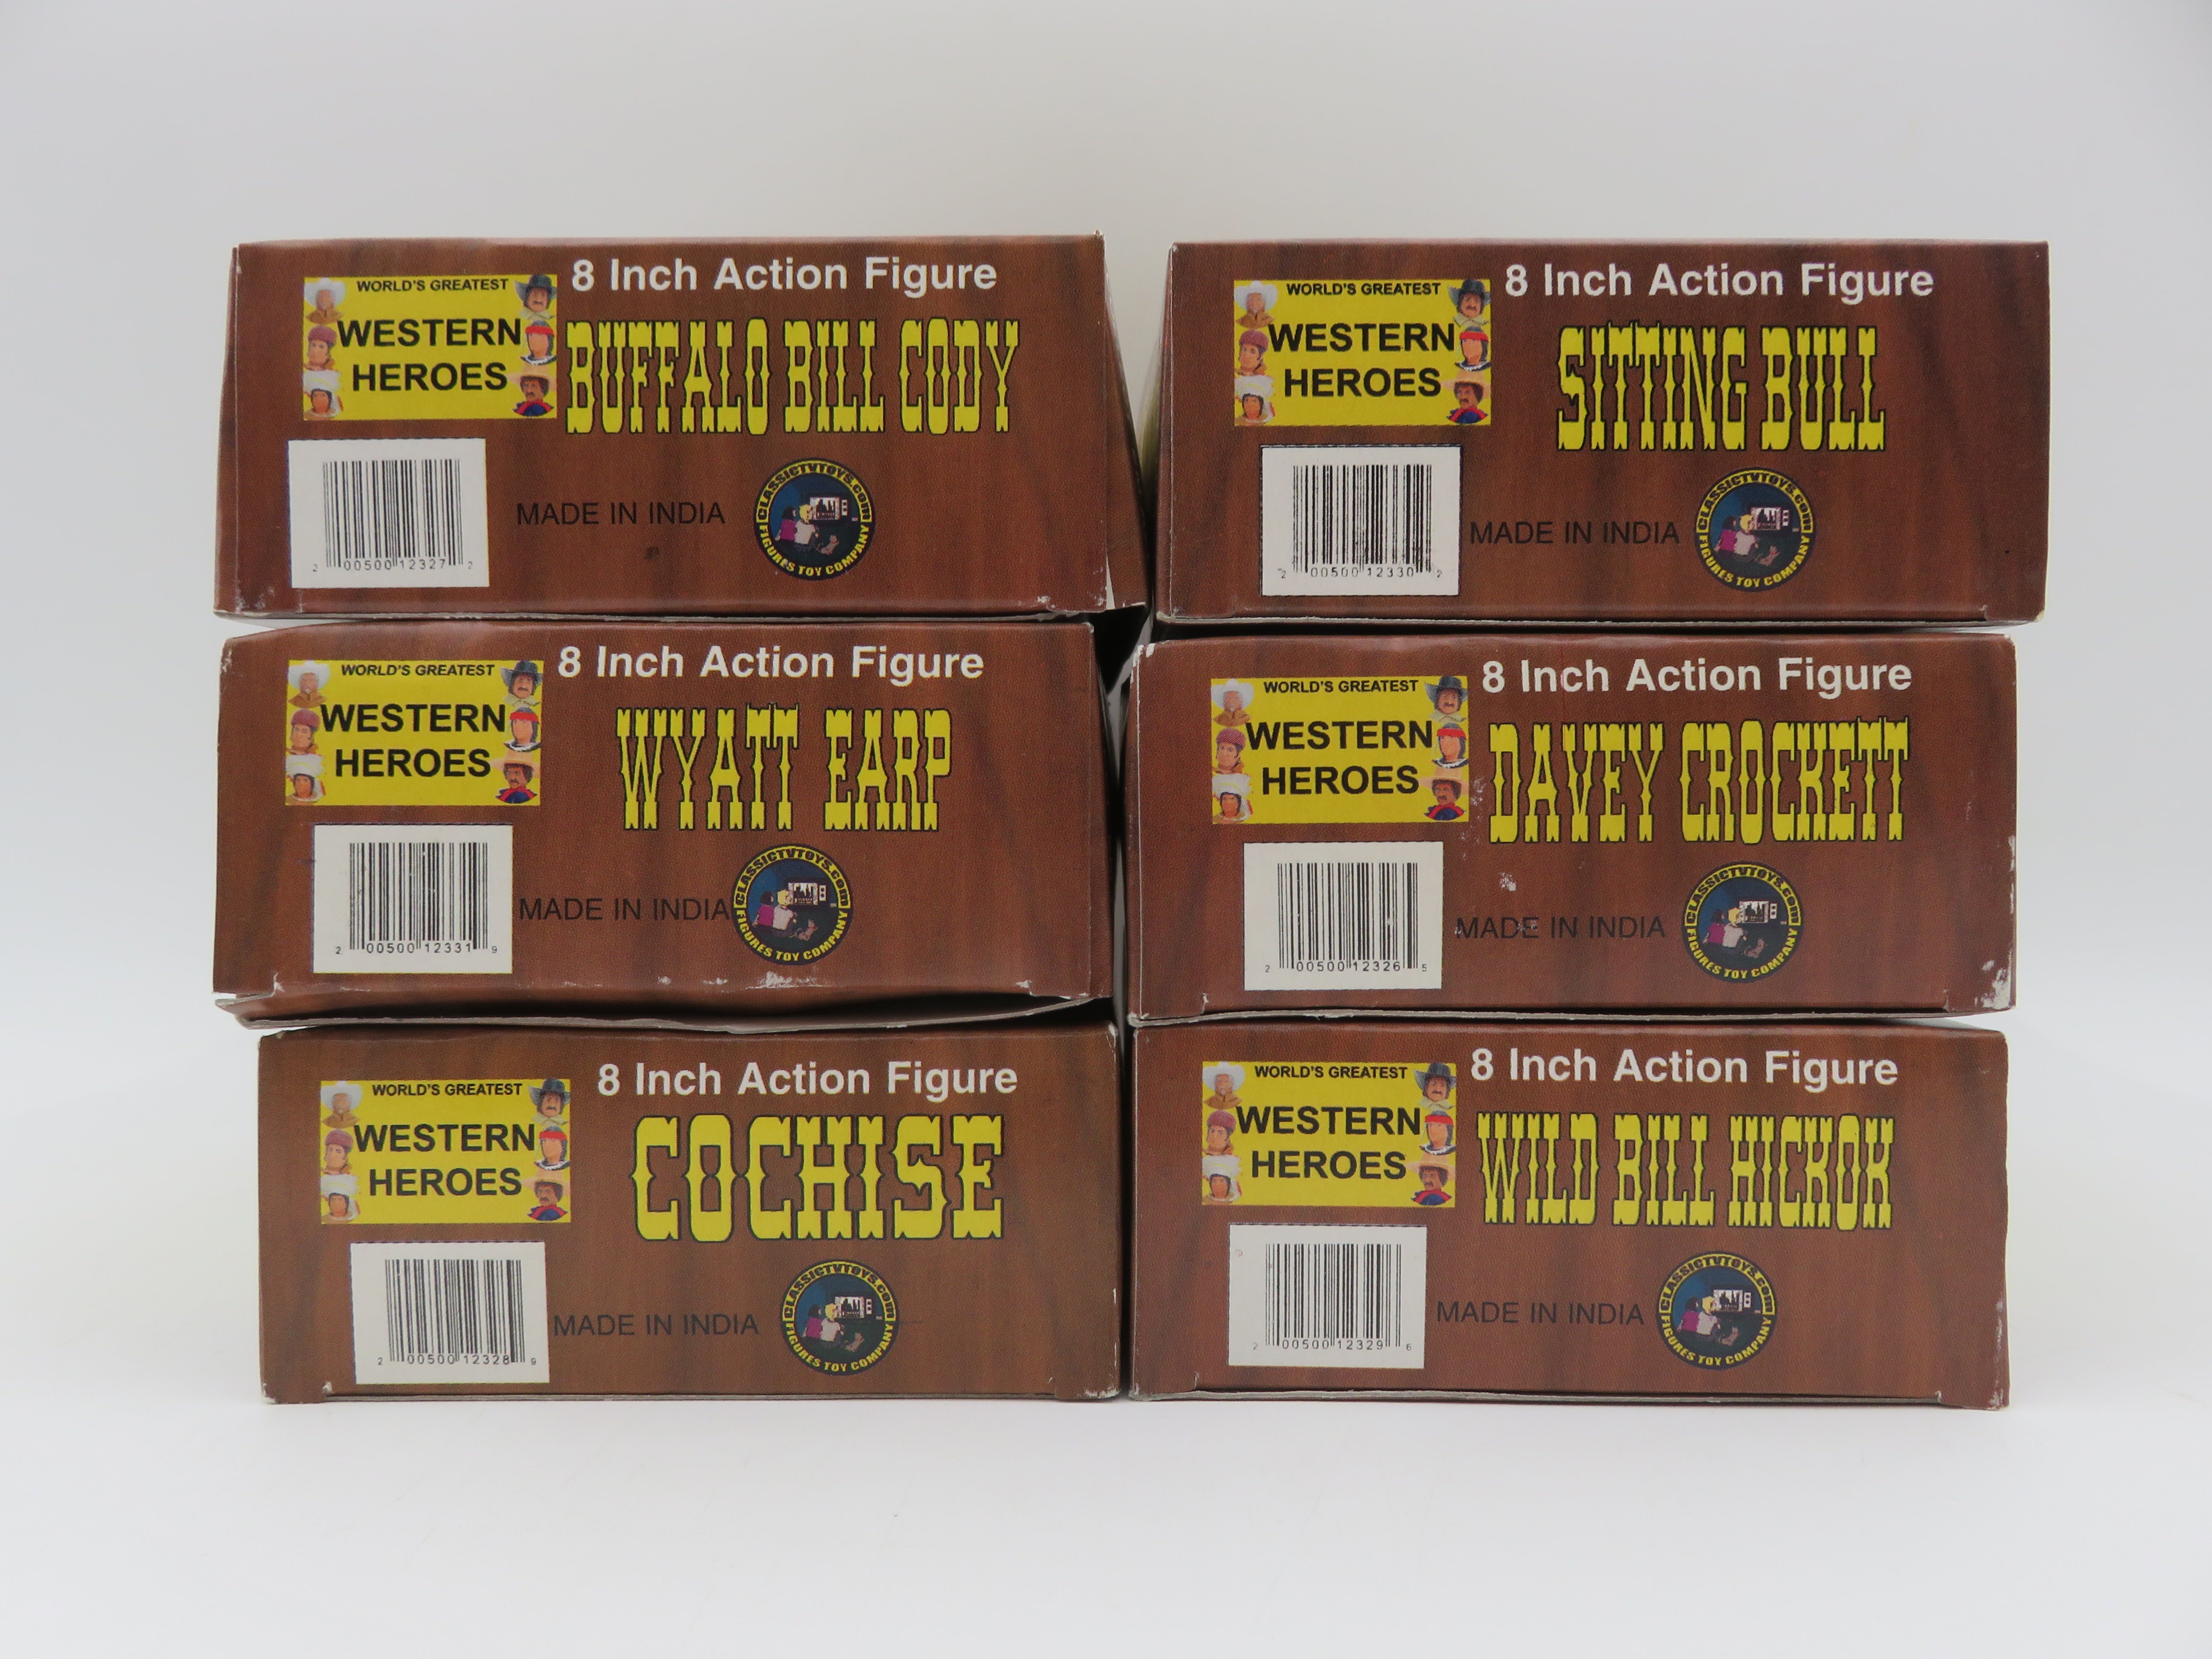 8 Inch Action Figure
WORLD'S GREATEST
WESTERN
HEROES
BUFFALO BILL CODY
MADE IN INDIA
CLASSICTVTOYS.COM
FIGURES TOY COMPANY
2 00500 12327 2
8 Inch Action Figure
WORLD'S GREATEST
WESTERN
HEROES
SITTING BULL
MADE IN INDIA
CLASSICTVTOYS.COM
FIGURES TOY COMPANY
2 00500 12330 2
8 Inch Action Figure
WORLD'S GREATEST
WESTERN
HEROES
WYATT EARP
MADE IN INDIA
CLASSICTVTOYS.COM
FIGURES TOY COMPANY
2 00500 12331 9
8 Inch Action Figure
WORLD'S GREATEST
WESTERN
HEROES
DAVEY CROCKETT
MADE IN INDIA
CLASSICTVTOYS.COM
FIGURES TOY COMPANY
2 00500 12326 5
8 Inch Action Figure
WORLD'S GREATEST
WESTERN
HEROES
COCHISE
MADE IN INDIA
CLASSICTVTOYS.COM
FIGURES TOY COMPANY
2 00500 12328 9
8 Inch Action Figure
WORLD'S GREATEST
WESTERN
HEROES
WILD BILL HICKOK
MADE IN INDIA
CLASSICTVTOYS.COM
FIGURES TOY COMPANY
2 00500 12329 6